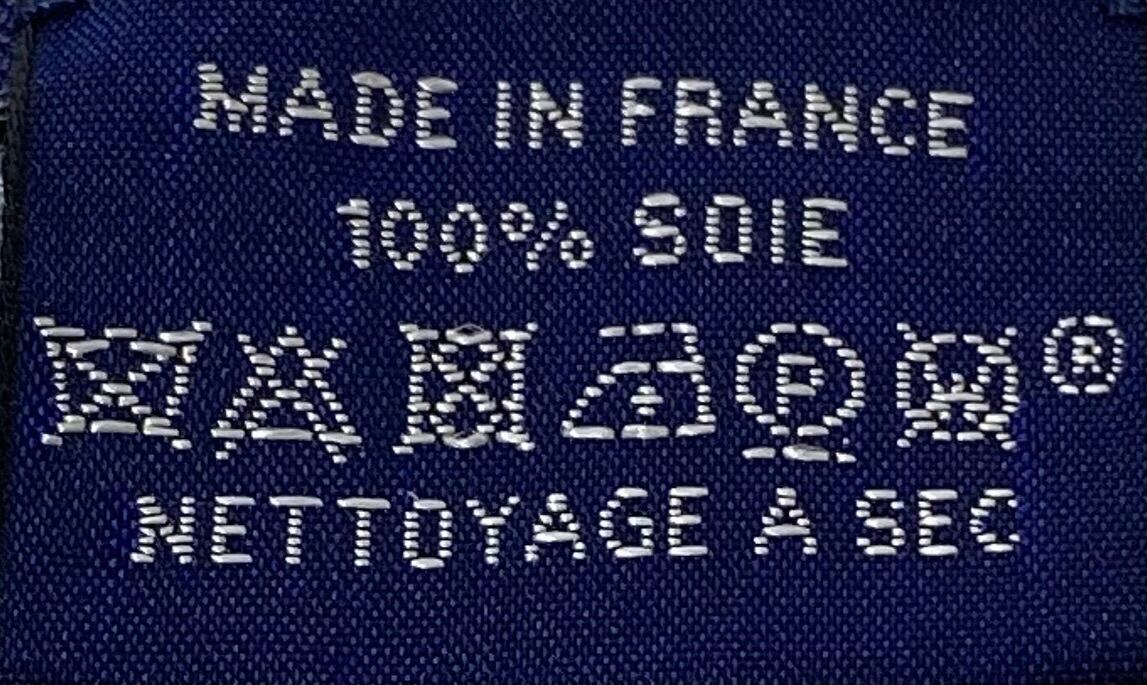 MADE IN FRANCE
100% SOIE
P W ®
NETTOYAGE A SEC